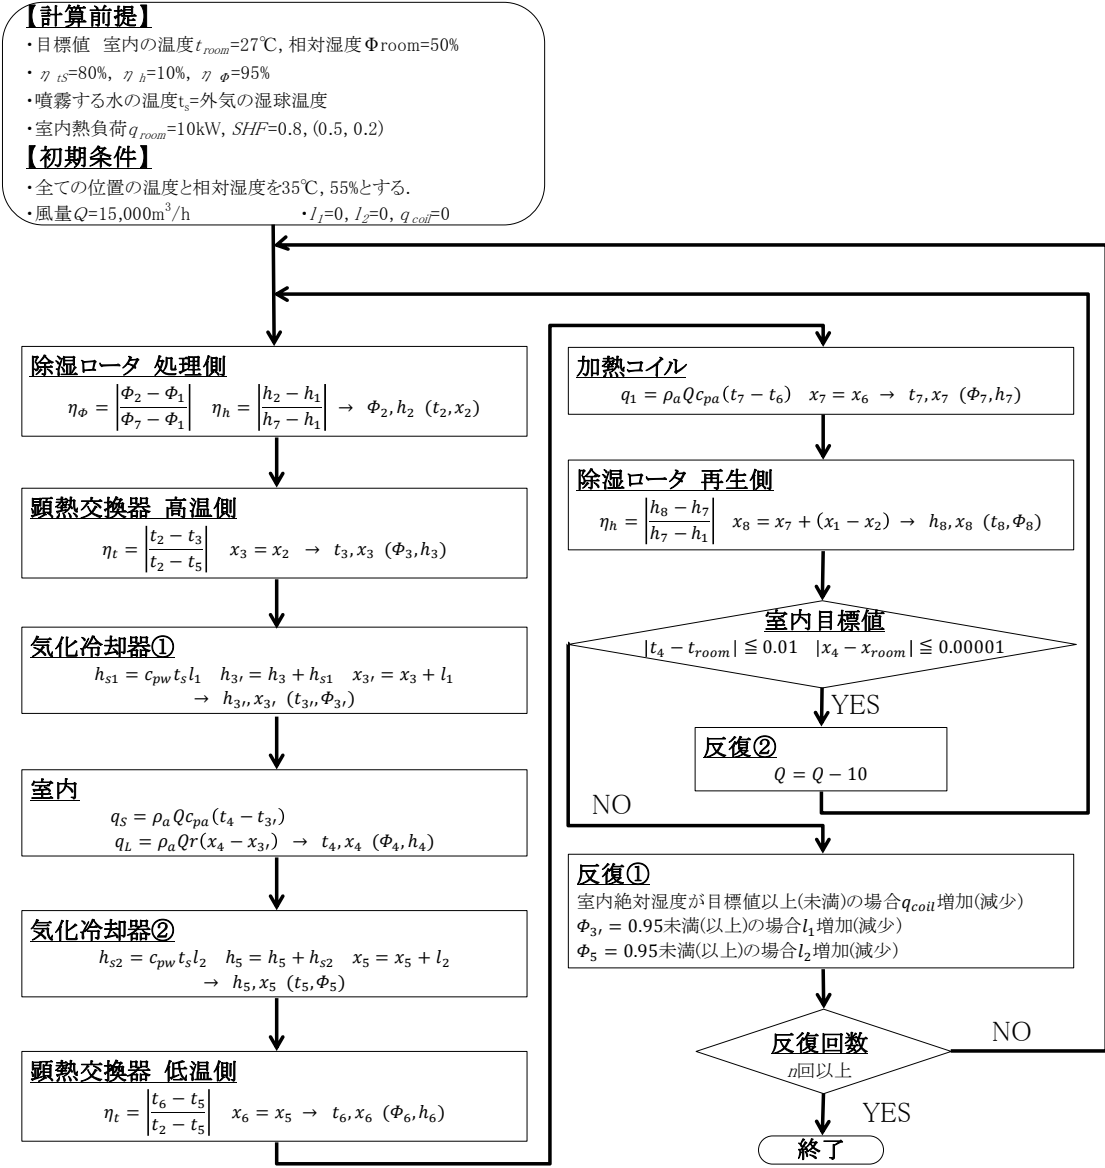 【計算前提】
・目標値 室内の温度t_room=27℃, 相対湿度Φroom=50%
・η_tS=80%, η_h=10%, η_Φ=95%
・噴霧する水の温度t_s=外気の湿球温度
・室内熱負荷q_room=10kW, SHF=0.8, (0.5, 0.2)
【初期条件】
・全ての位置の温度と相対湿度を35℃, 55%とする.
・風量Q=15,000m³/h ・l_1=0, l_2=0, q_coil=0
除湿ロータ 処理側
η_Φ = |(Φ_2 − Φ_1)/(Φ_7 − Φ_1)| η_h = |(h_2 − h_1)/(h_7 − h_1)| → Φ_2, h_2 (t_2, x_2)
顕熱交換器 高温側
η_t = |(t_2 − t_3)/(t_2 − t_5)| x_3 = x_2 → t_3, x_3 (Φ_3, h_3)
気化冷却器①
h_s1 = c_pw t_s l_1 h_3′ = h_3 + h_s1 x_3′ = x_3 + l_1
→ h_3′, x_3′ (t_3′, Φ_3′)
室内
q_S = ρ_a Q c_pa (t_4 − t_3′)
q_L = ρ_a Q r (x_4 − x_3′) → t_4, x_4 (Φ_4, h_4)
気化冷却器②
h_s2 = c_pw t_s l_2 h_5 = h_5 + h_s2 x_5 = x_5 + l_2
→ h_5, x_5 (t_5, Φ_5)
顕熱交換器 低温側
η_t = |(t_6 − t_5)/(t_2 − t_5)| x_6 = x_5 → t_6, x_6 (Φ_6, h_6)
加熱コイル
q_1 = ρ_a Q c_pa (t_7 − t_6) x_7 = x_6 → t_7, x_7 (Φ_7, h_7)
除湿ロータ 再生側
η_h = |(h_8 − h_7)/(h_7 − h_1)| x_8 = x_7 + (x_1 − x_2) → h_8, x_8 (t_8, Φ_8)
室内目標値
|t_4 − t_room| ≦ 0.01 |x_4 − x_room| ≦ 0.00001
YES
反復②
Q = Q − 10
NO
反復①
室内絶対湿度が目標値以上(未満)の場合q_coil増加(減少)
Φ_3′ = 0.95未満(以上)の場合l_1増加(減少)
Φ_5 = 0.95未満(以上)の場合l_2増加(減少)
反復回数
n回以上
NO
YES
終了